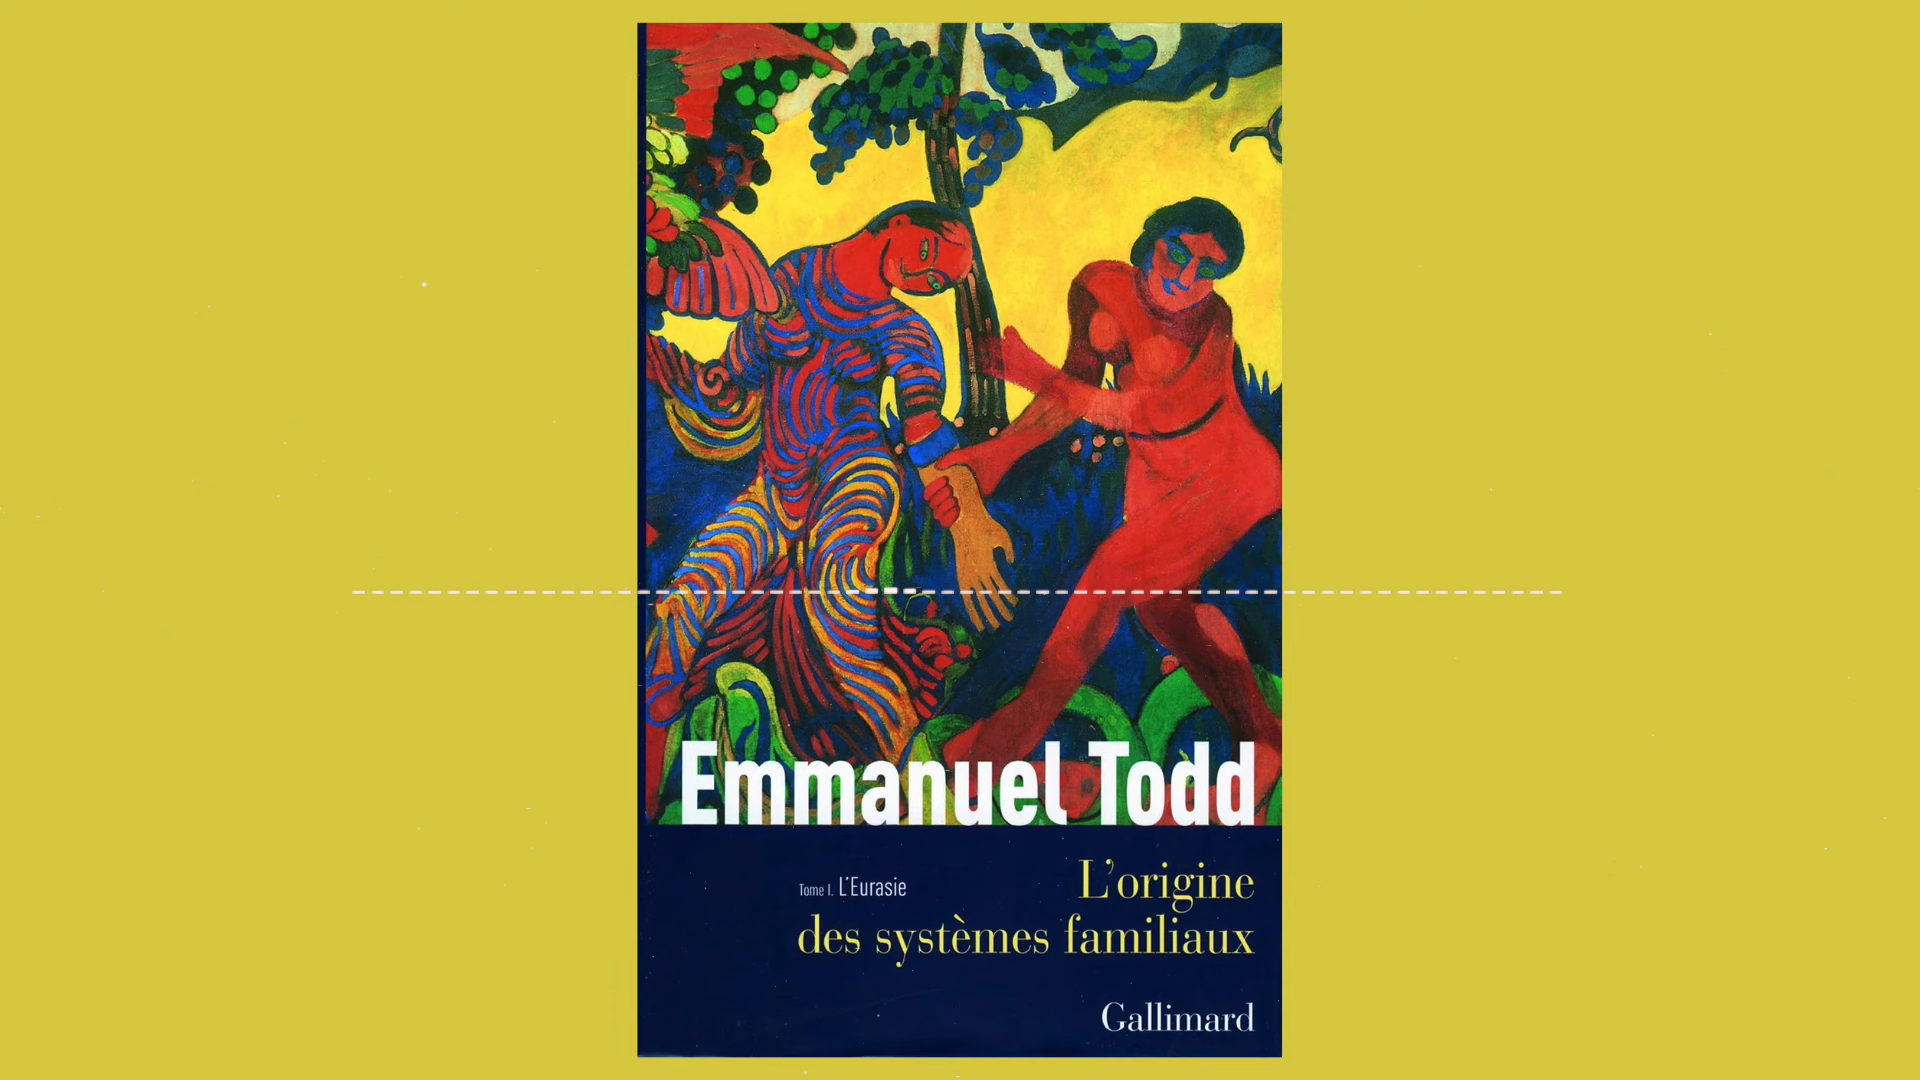 Emmanuel Todd
Tome I. L'Eurasie
L'origine
des systèmes familiaux
Gallimard